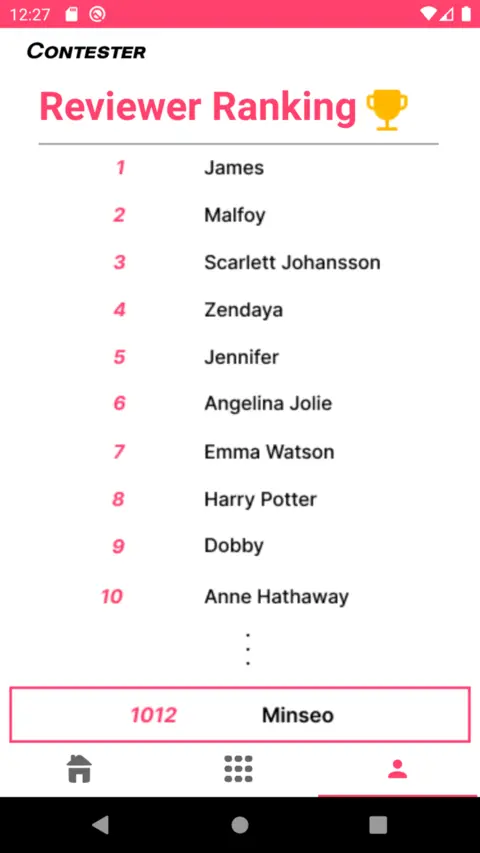 12:27
CONTESTER
Reviewer Ranking
1 James
2 Malfoy
3 Scarlett Johansson
4 Zendaya
5 Jennifer
6 Angelina Jolie
7 Emma Watson
8 Harry Potter
9 Dobby
10 Anne Hathaway
1012 Minseo